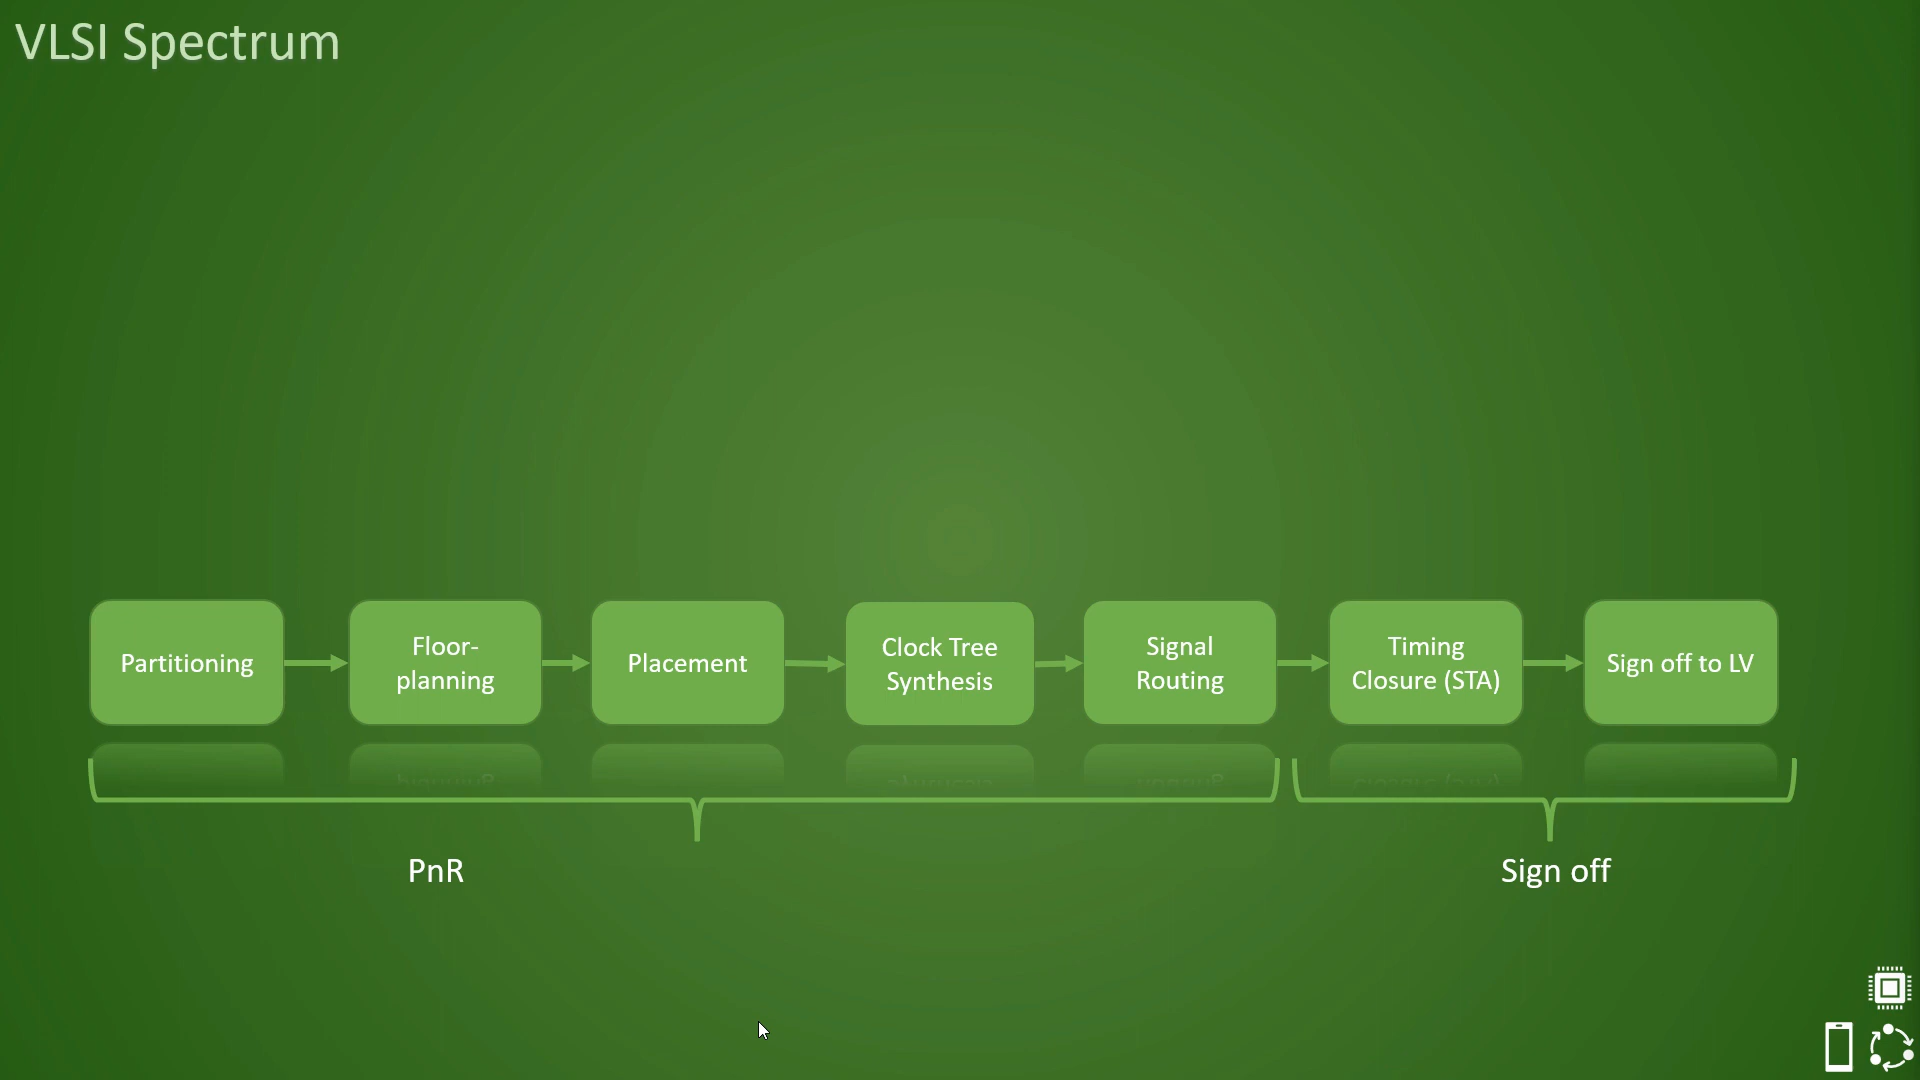 VLSI Spectrum
Partitioning
Floor-
planning
Placement
Clock Tree
Synthesis
Signal
Routing
Timing
Closure (STA)
Sign off to LV
PnR
Sign off